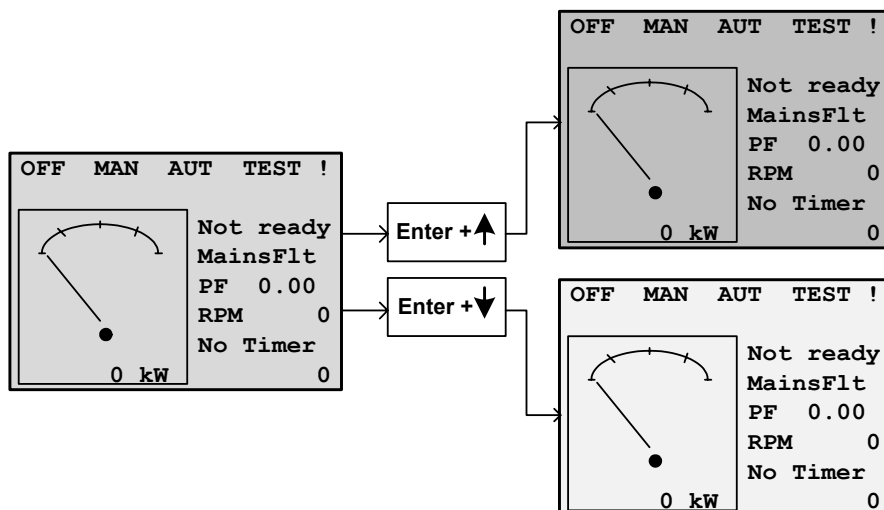 OFF MAN AUT TEST !
Not ready
MainsFlt
PF 0.00
RPM 0
No Timer
0 kW 0
Enter +
Enter +
OFF MAN AUT TEST !
Not ready
MainsFlt
PF 0.00
RPM 0
No Timer
0 kW 0
OFF MAN AUT TEST !
Not ready
MainsFlt
PF 0.00
RPM 0
No Timer
0 kW 0